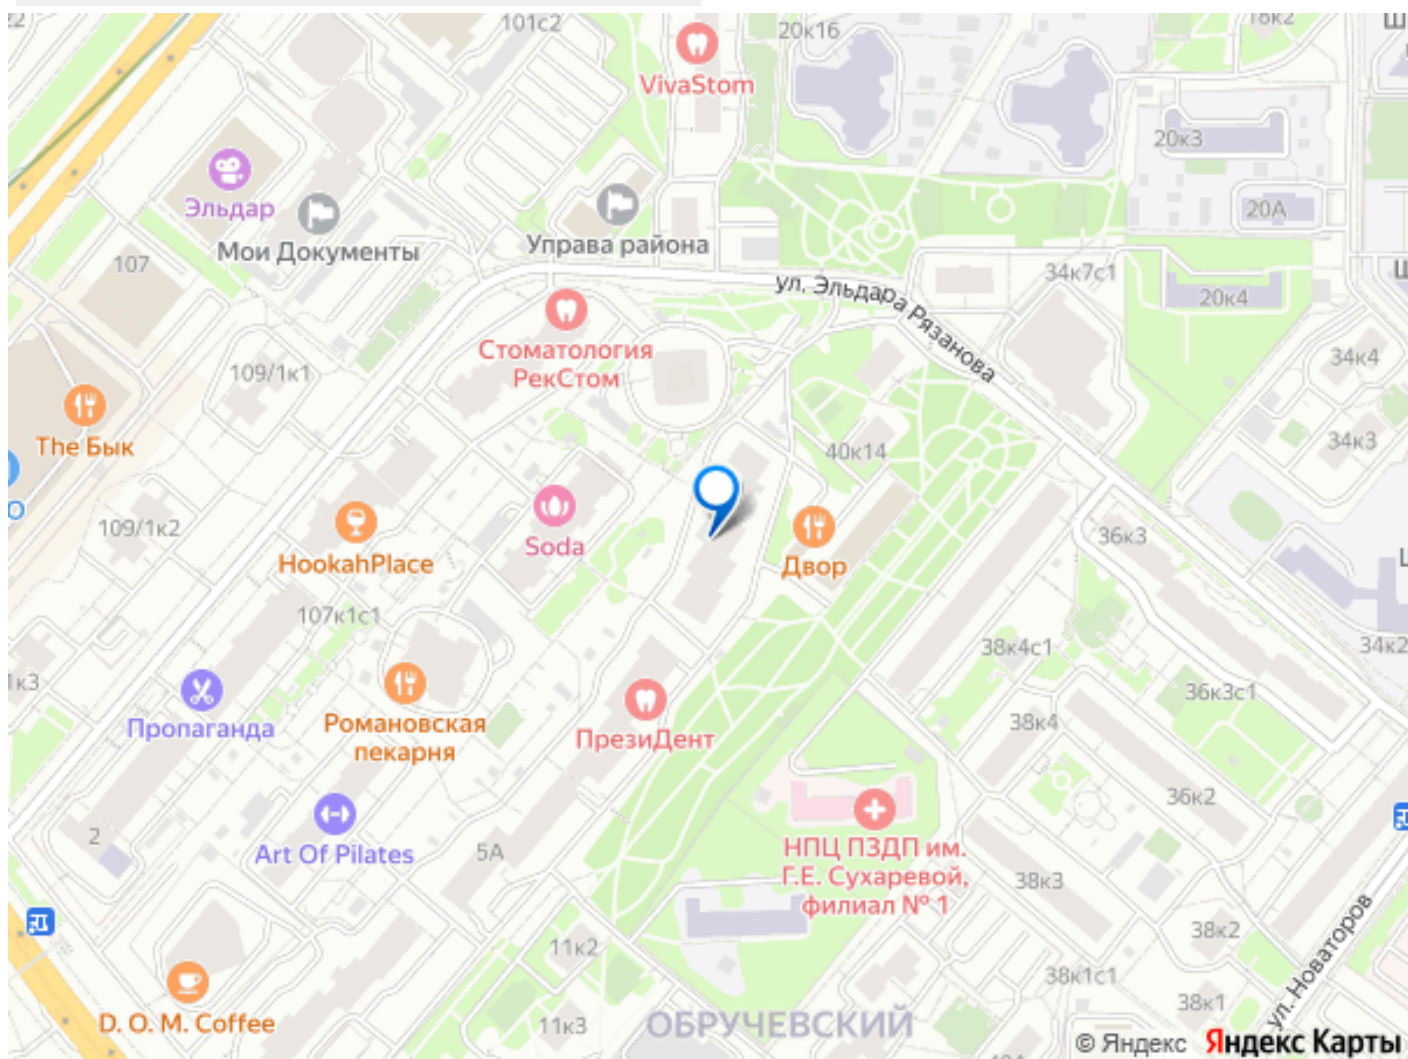 101с2
20к16
18к2
VivaStom
20к3
Эльдар
20А
Мои Документы
Управа района
107
34к7с1
ул. Эльдара Рязанова
20к4
Стоматология
РекСтом
34к4
109/1к1
The Бык
34к3
40к14
109/1к2
36к3
HookahPlace
Soda
Двор
107к1с1
38к4с1
34к2
1к3
36к3с1
Пропаганда
Романовская
пекарня
ПрезиДент
38к4
36к2
2
Art Of Pilates
5А
НПЦ ПЗДП им.
Г.Е. Сухаревой,
филиал № 1
38к3
38к2
11к2
ул. Новаторов
38к1с1
38к1
D. O. M. Coffee
11к3
ОБРУЧЕВСКИЙ
© Яндекс Яндекс Карты